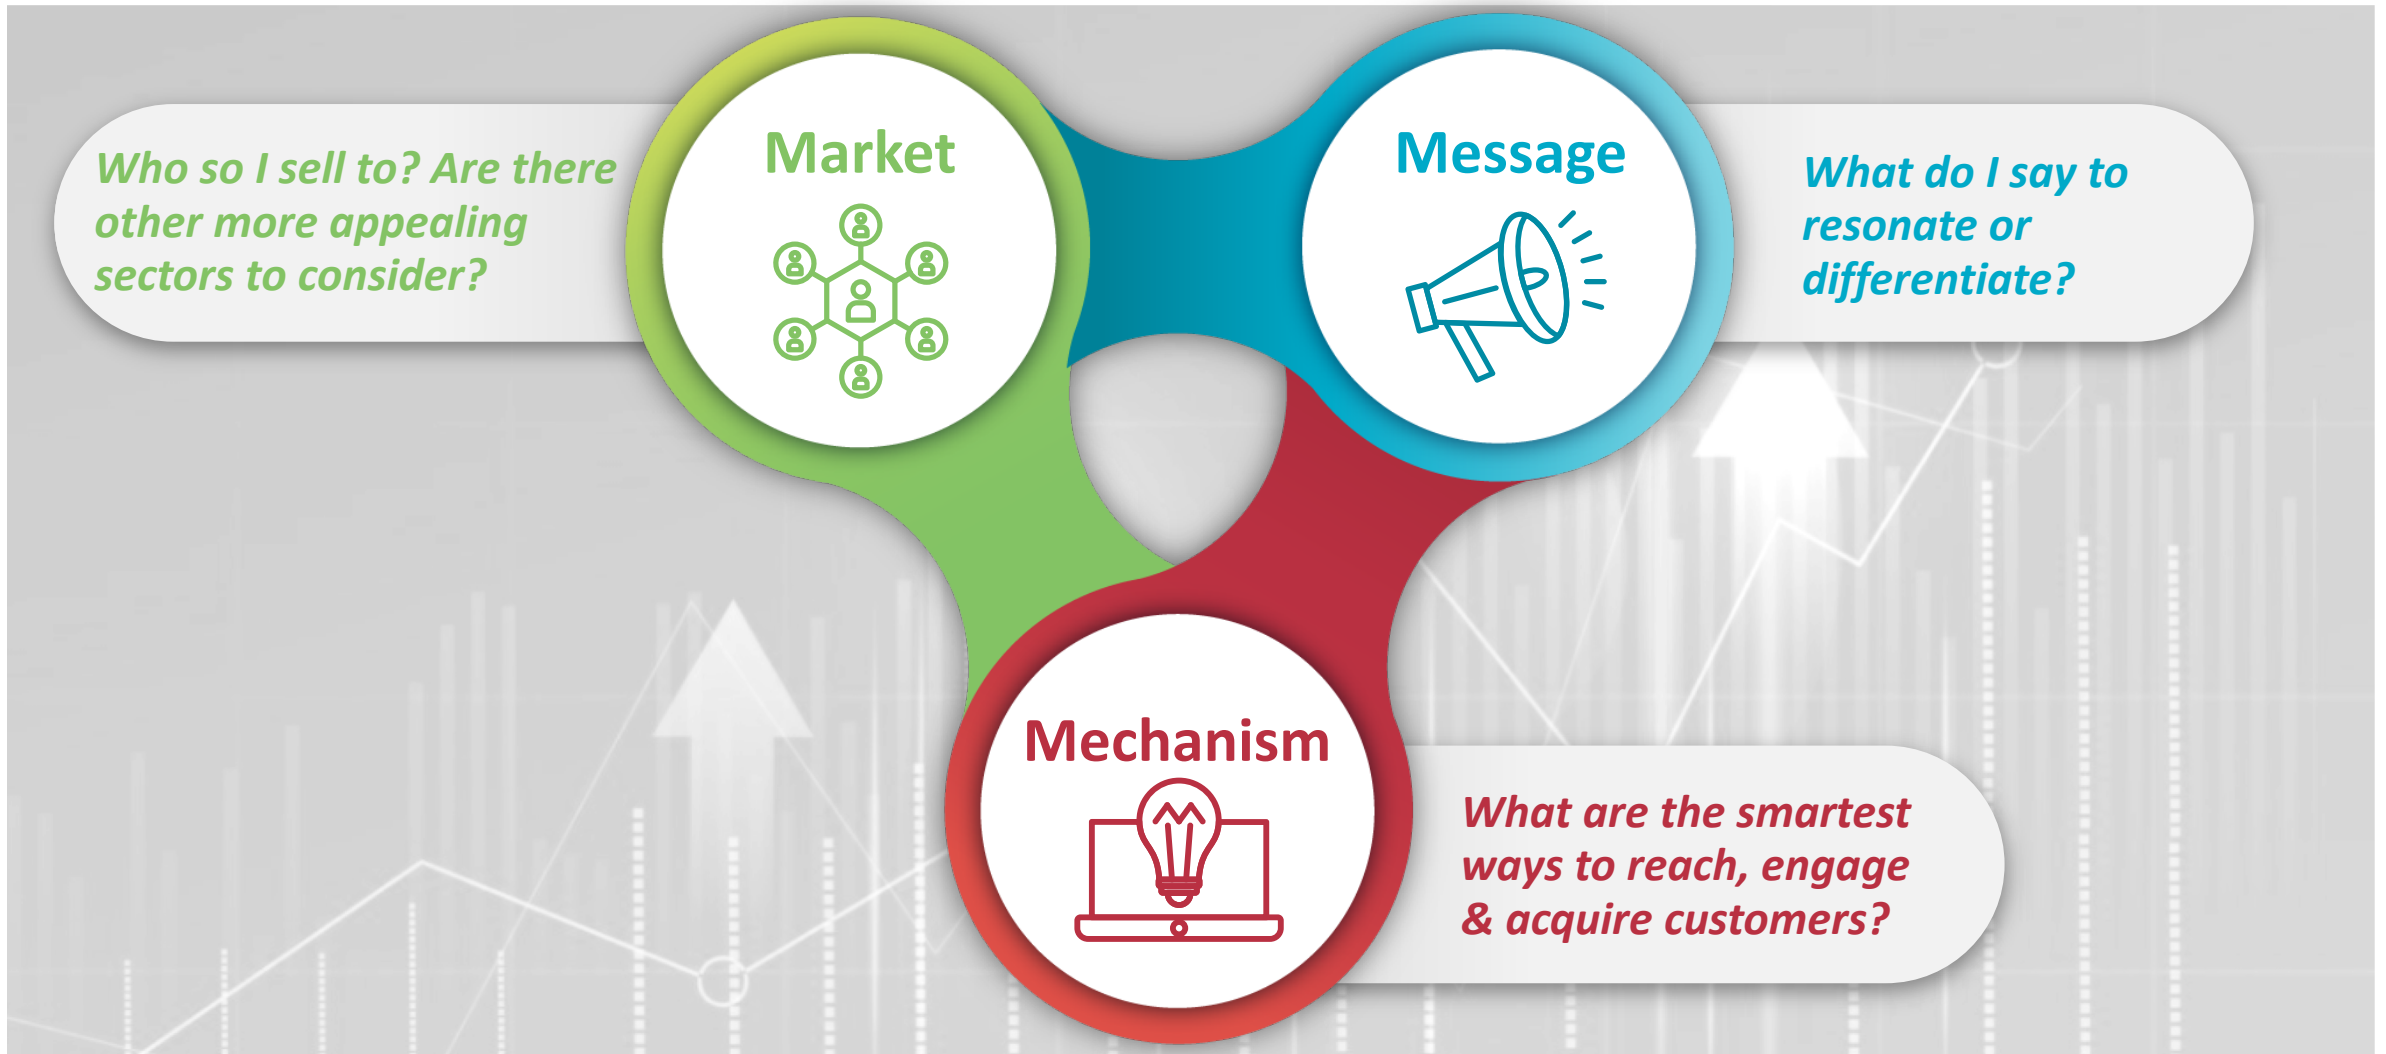 Market
Who so I sell to? Are there
other more appealing
sectors to consider?
Message
What do I say to
resonate or
differentiate?
Mechanism
What are the smartest
ways to reach, engage
& acquire customers?